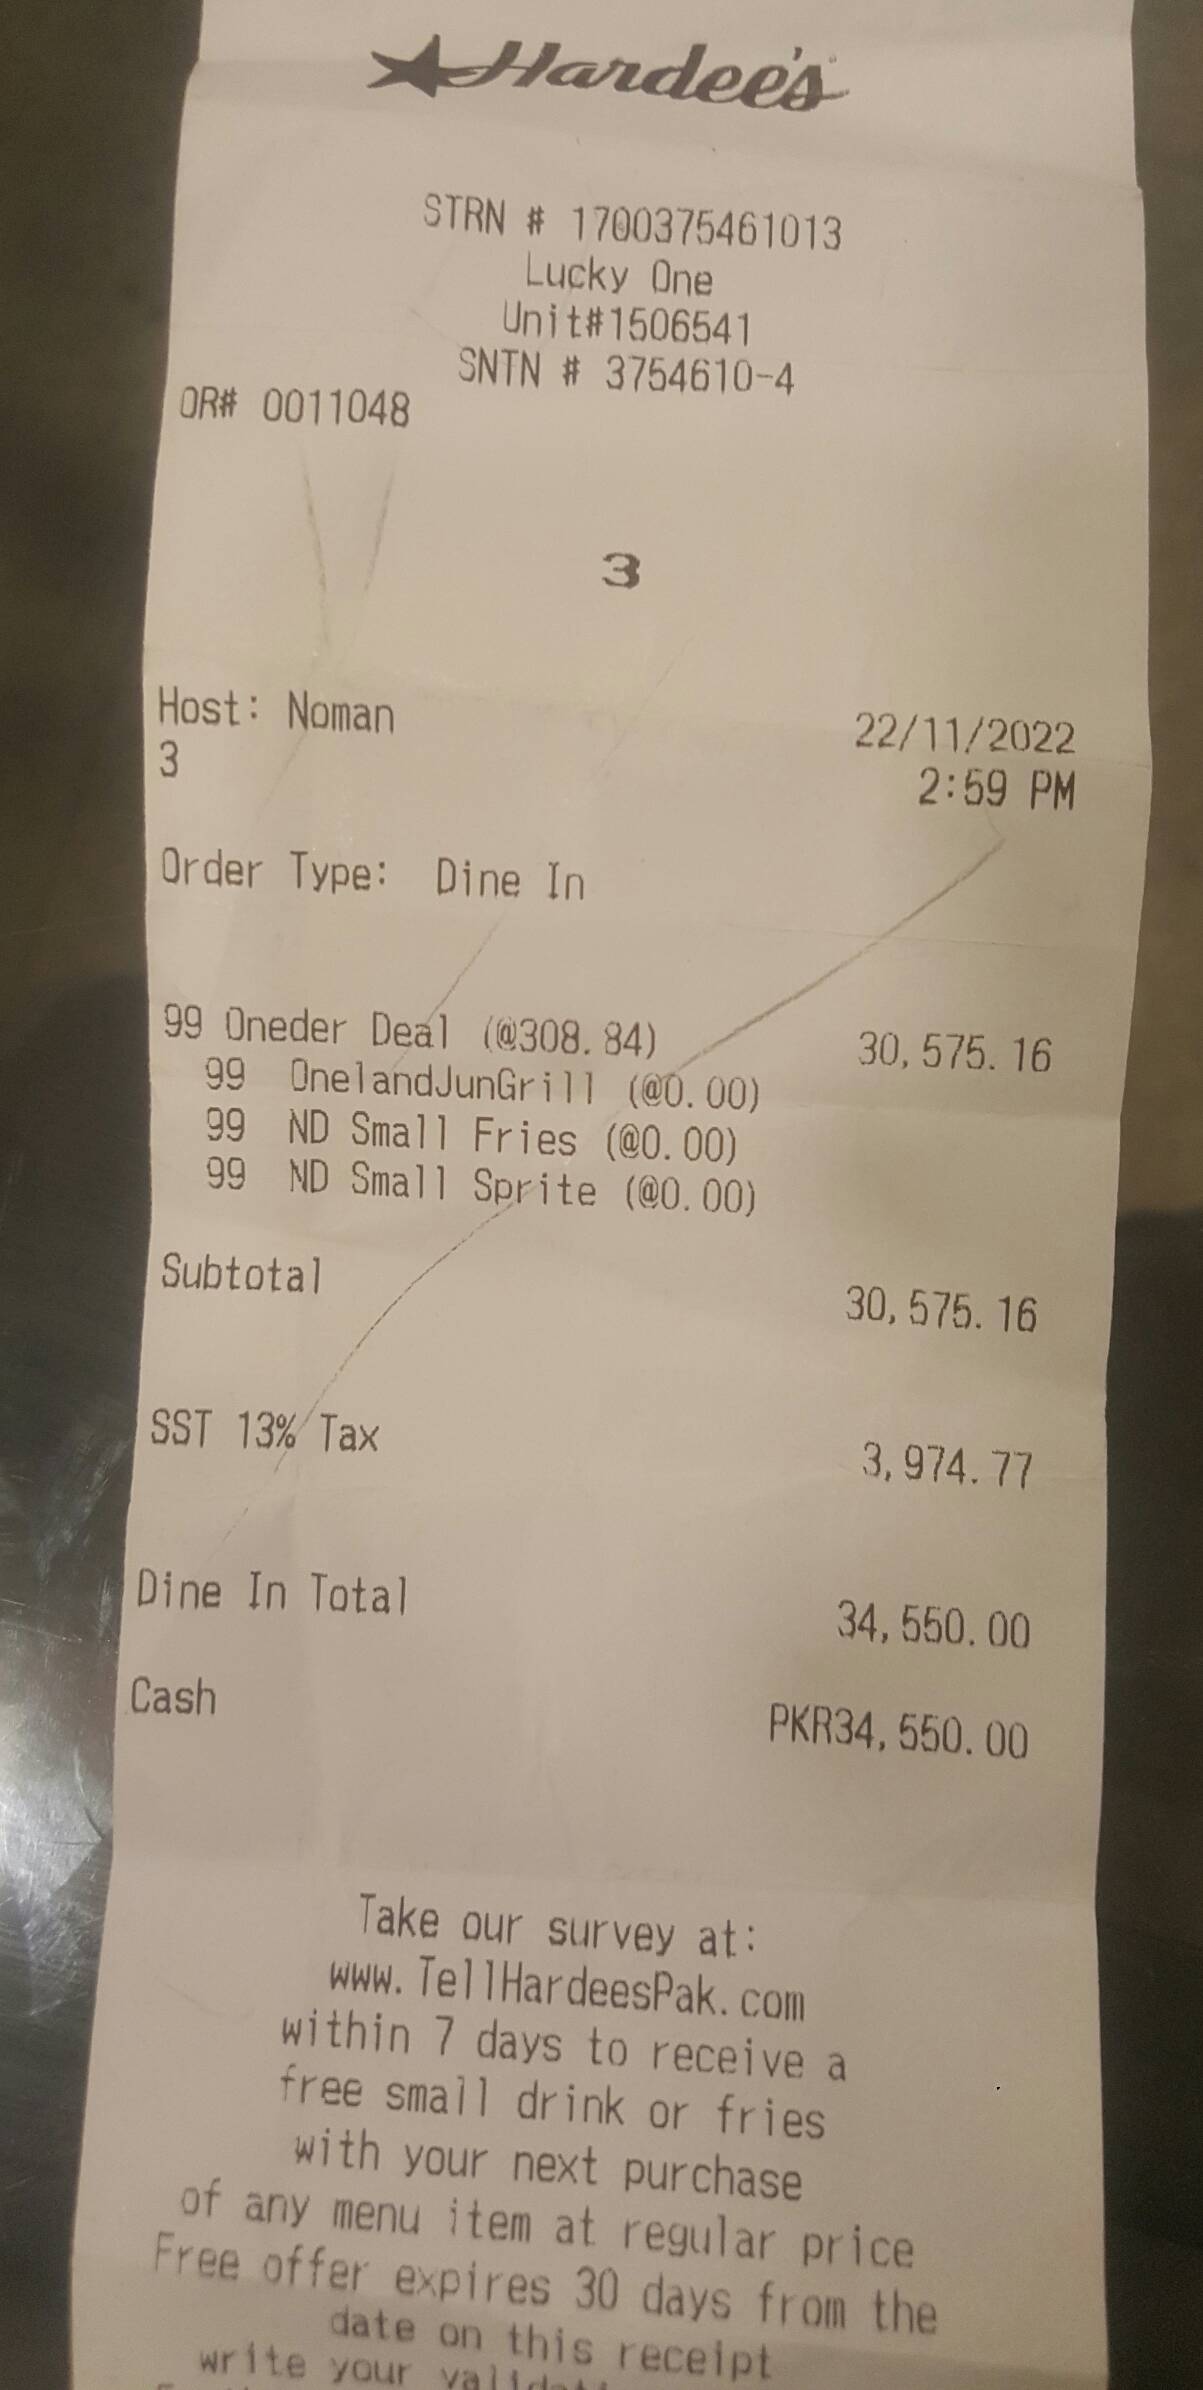 Hardee's
STRN # 1700375461013
Lucky One
Unit#1506541
SNTN # 3754610-4
OR# 0011048
3
Host: Noman 22/11/2022
3 2:59 PM
Order Type: Dine In
99 Oneder Deal (@308.84) 30,575.16
99 OnelandJunGrill (@0.00)
99 ND Small Fries (@0.00)
99 ND Small Sprite (@0.00)
Subtotal 30,575.16
SST 13% Tax 3,974.77
Dine In Total 34,550.00
Cash PKR34,550.00
Take our survey at:
www.TellHardeesPak.com
within 7 days to receive a
free small drink or fries
with your next purchase
of any menu item at regular price
Free offer expires 30 days from the
date on this receipt
write your